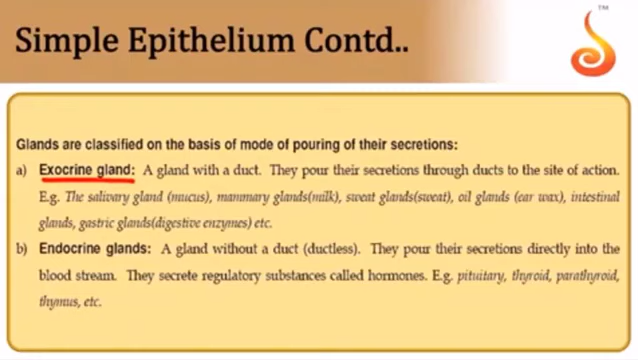 TM
Simple Epithelium Contd..
Glands are classified on the basis of mode of pouring of their secretions:
a) Exocrine gland: A gland with a duct. They pour their secretions through ducts to the site of action.
E.g. The salivary gland (mucus), mammary glands(milk), sweat glands(sweat), oil glands (ear wax), intestinal
glands, gastric glands(digestive enzymes) etc.
b) Endocrine glands: A gland without a duct (ductless). They pour their secretions directly into the
blood stream. They secrete regulatory substances called hormones. E.g. pituitary, thyroid, parathyroid,
thymus, etc.